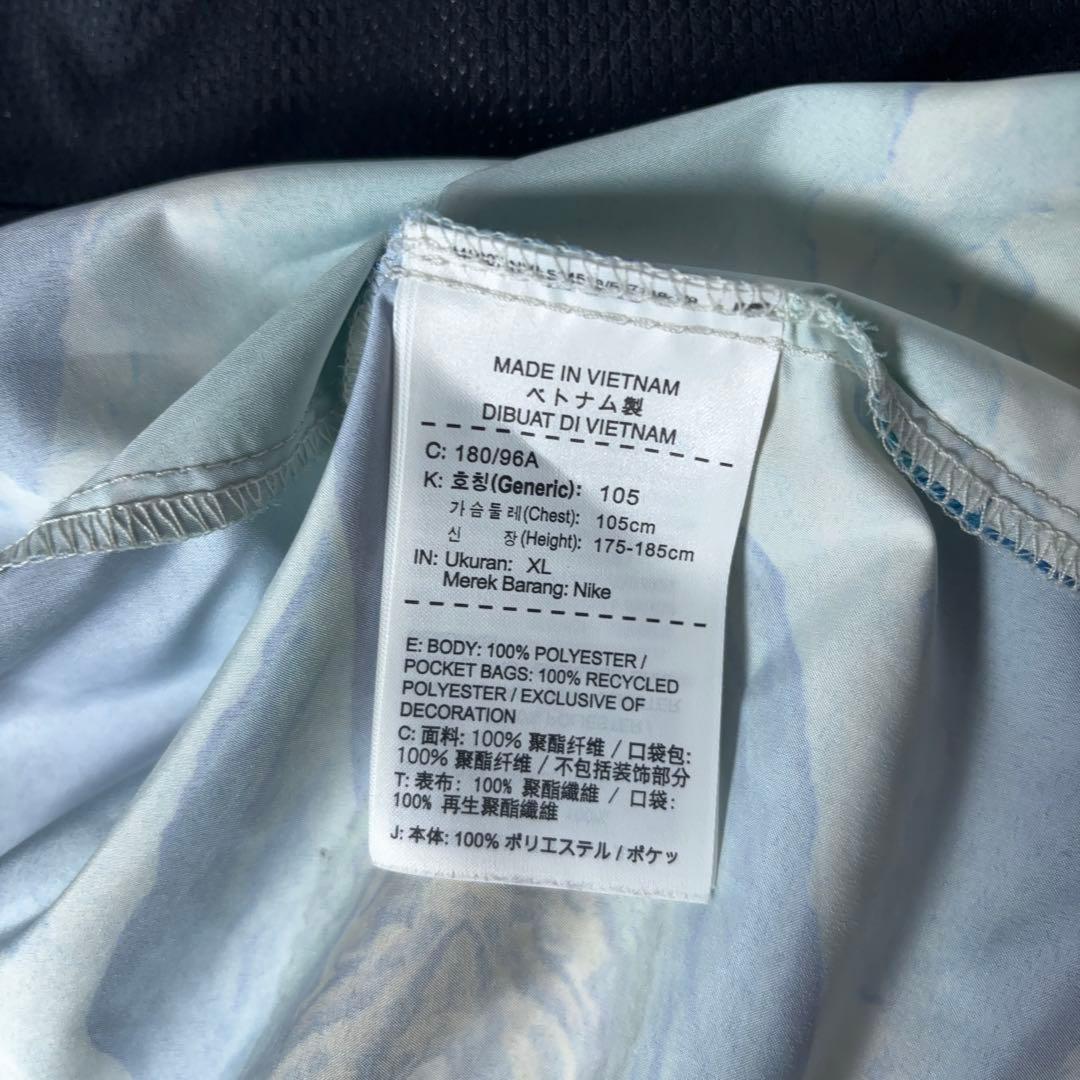 MADE IN VIETNAM
ベトナム製
DIBUAT DI VIETNAM
C: 180/96A
K: 호칭(Generic): 105
가슴둘레(Chest): 105cm
신 장(Height): 175-185cm
IN: Ukuran: XL
Merek Barang: Nike
E: BODY: 100% POLYESTER /
POCKET BAGS: 100% RECYCLED
POLYESTER / EXCLUSIVE OF
DECORATION
C: 面料: 100% 聚酯纤维 / 口袋包:
100% 聚酯纤维 / 不包括装饰部分
T: 表布: 100% 聚酯纖維 / 口袋:
100% 再生聚酯纖維
J: 本体: 100% ポリエステル / ポケッ